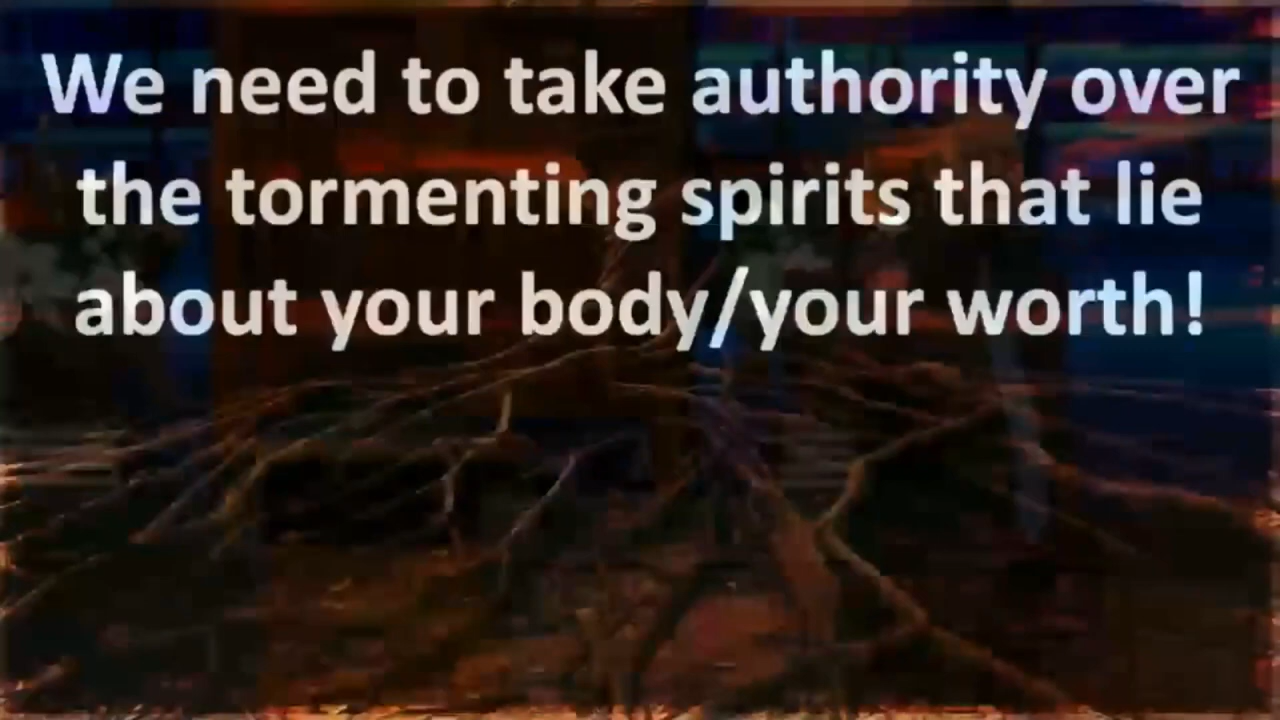 We need to take authority over
the tormenting spirits that lie
about your body/your worth!